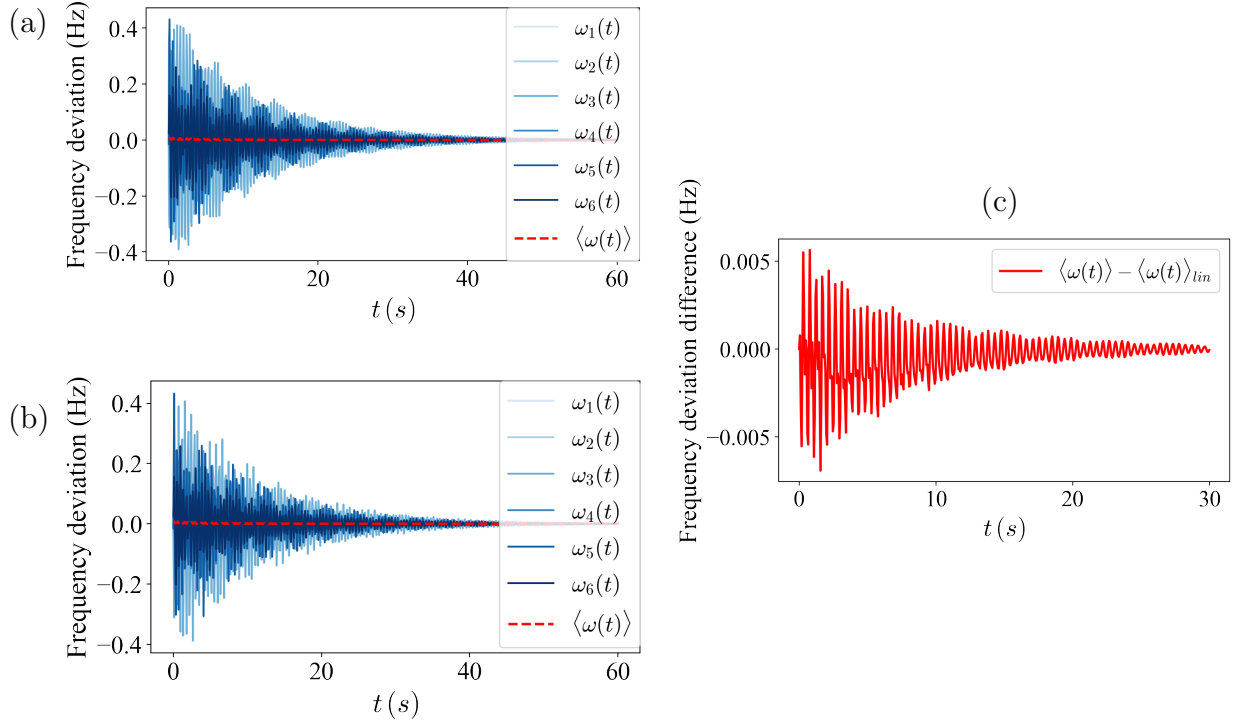 (a)
Frequency deviation (Hz)
0.4
0.2
0.0
−0.2
−0.4
0
20
40
60
t (s)
ω₁(t)
ω₂(t)
ω₃(t)
ω₄(t)
ω₅(t)
ω₆(t)
⟨ω(t)⟩
(b)
Frequency deviation (Hz)
0.4
0.2
0.0
−0.2
−0.4
0
20
40
60
t (s)
ω₁(t)
ω₂(t)
ω₃(t)
ω₄(t)
ω₅(t)
ω₆(t)
⟨ω(t)⟩
(c)
Frequency deviation difference (Hz)
0.005
0.000
−0.005
0
10
20
30
t (s)
⟨ω(t)⟩ − ⟨ω(t)⟩lin